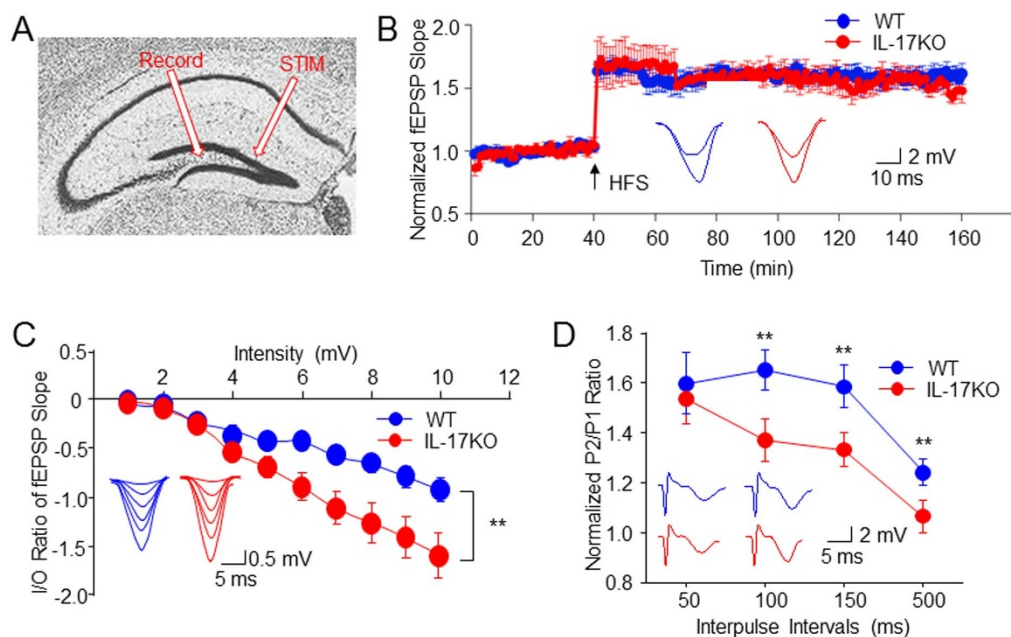 A
Record
STIM
B
Normalized fEPSP Slope
2.0
1.5
1.0
0.5
WT
IL-17KO
HFS
2 mV
10 ms
0 20 40 60 80 100 120 140 160
Time (min)
C
I/O Ratio of fEPSP Slope
Intensity (mV)
2 4 6 8 10 12
0.5
0
-0.5
-1.0
-1.5
-2.0
WT
IL-17KO
**
0.5 mV
5 ms
D
Normalized P2/P1 Ratio
1.8
1.6
1.4
1.2
1.0
0.8
** ** **
WT
IL-17KO
2 mV
5 ms
50 100 150 500
Interpulse Intervals (ms)